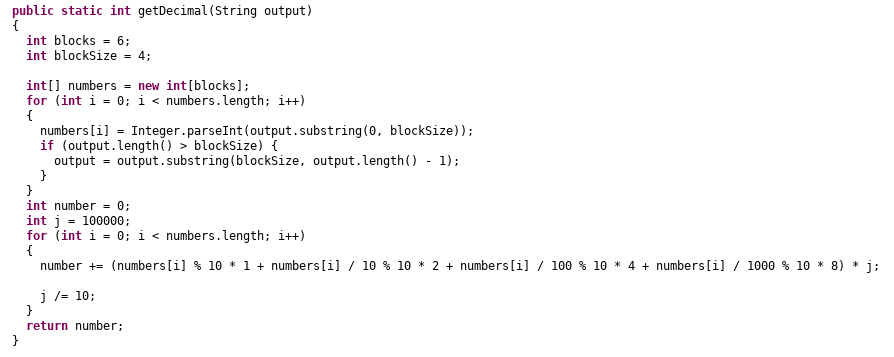 public static int getDecimal(String output)
{
  int blocks = 6;
  int blockSize = 4;

  int[] numbers = new int[blocks];
  for (int i = 0; i < numbers.length; i++)
  {
    numbers[i] = Integer.parseInt(output.substring(0, blockSize));
    if (output.length() > blockSize) {
      output = output.substring(blockSize, output.length() - 1);
    }
  }
  int number = 0;
  int j = 100000;
  for (int i = 0; i < numbers.length; i++)
  {
    number += (numbers[i] % 10 * 1 + numbers[i] / 10 % 10 * 2 + numbers[i] / 100 % 10 * 4 + numbers[i] / 1000 % 10 * 8) * j;

    j /= 10;
  }
  return number;
}